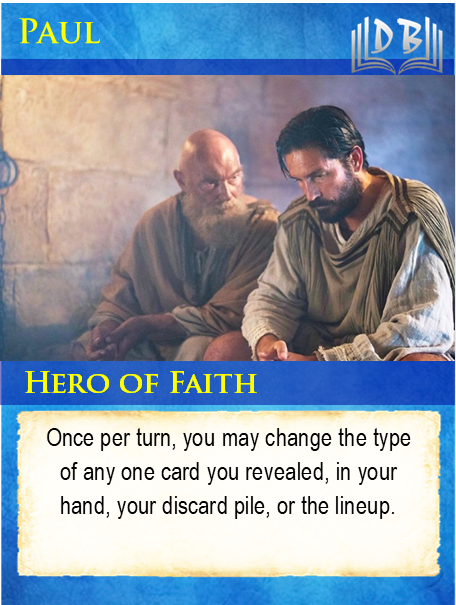 PAUL
DB
HERO OF FAITH
Once per turn, you may change the type
of any one card you revealed, in your
hand, your discard pile, or the lineup.